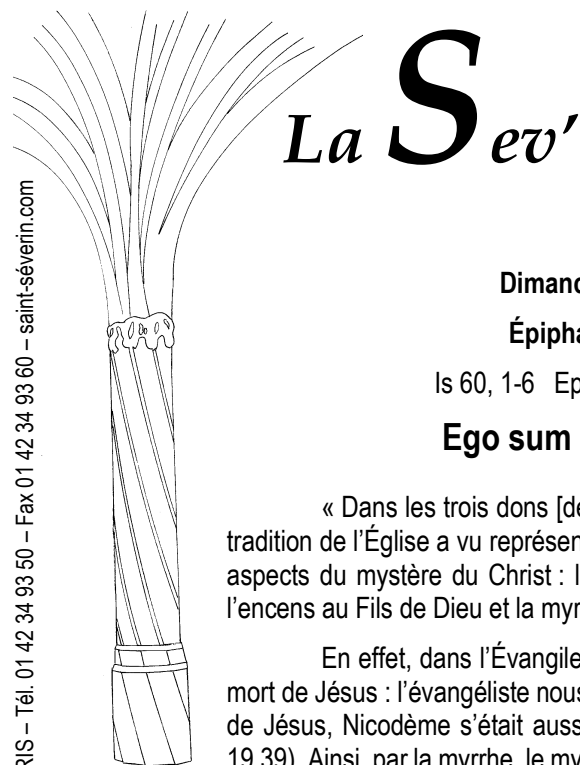 La Sev'
Dimanc
Épipha
Is 60, 1-6 Ep
Ego sum
« Dans les trois dons [de
tradition de l'Église a vu représen
aspects du mystère du Christ : l
l'encens au Fils de Dieu et la myr
En effet, dans l'Évangile
mort de Jésus : l'évangéliste nous
de Jésus, Nicodème s'était auss
19,39). Ainsi, par la myrrhe, le my
RIS – Tél. 01 42 34 93 50 – Fax 01 42 34 93 60 – saint-séverin.com